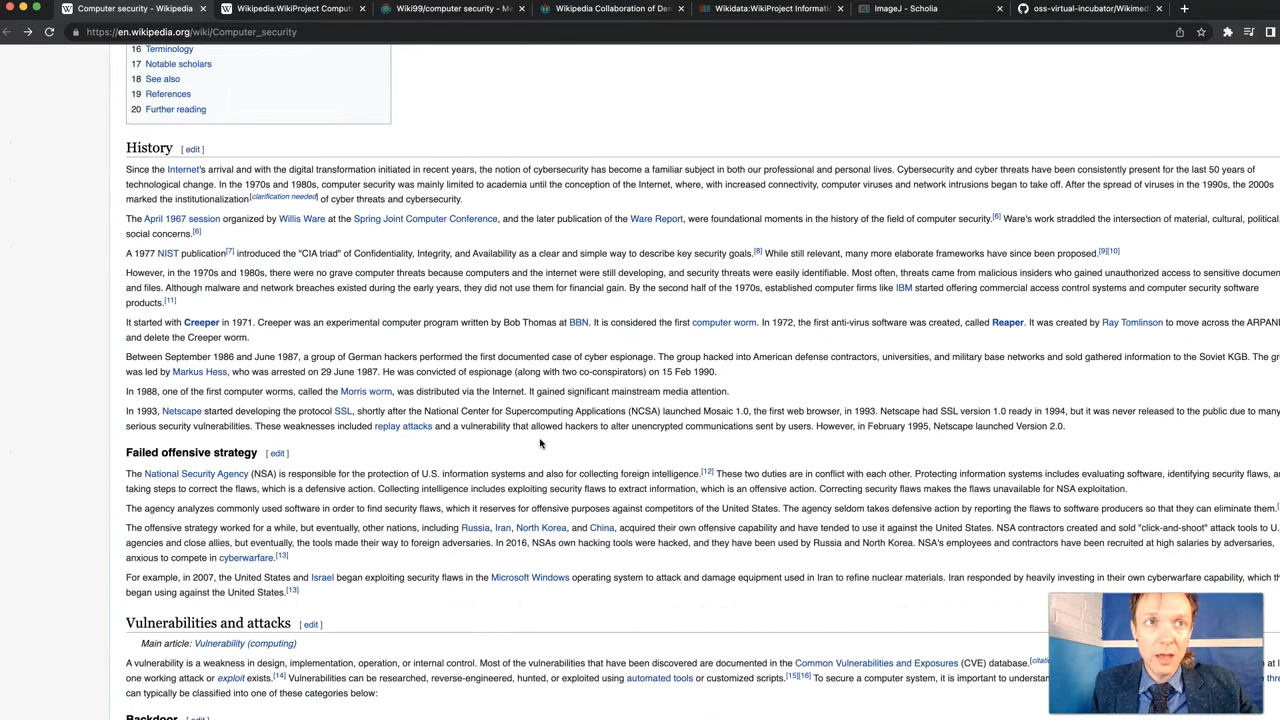 Computer security - Wikipedia
Wikipedia:WikiProject Comput
Wiki99/computer security - Me
Wikipedia Collaboration of De
Wikidata:WikiProject Informati
ImageJ - Scholia
oss-virtual-incubator/Wikimed
https://en.wikipedia.org/wiki/Computer_security
16 Terminology
17 Notable scholars
18 See also
19 References
20 Further reading
History [ edit ]
Since the Internet's arrival and with the digital transformation initiated in recent years, the notion of cybersecurity has become a familiar subject in both our professional and personal lives. Cybersecurity and cyber threats have been consistently present for the last 50 years of
technological change. In the 1970s and 1980s, computer security was mainly limited to academia until the conception of the Internet, where, with increased connectivity, computer viruses and network intrusions began to take off. After the spread of viruses in the 1990s, the 2000s
marked the institutionalization[clarification needed] of cyber threats and cybersecurity.
The April 1967 session organized by Willis Ware at the Spring Joint Computer Conference, and the later publication of the Ware Report, were foundational moments in the history of the field of computer security.[6] Ware's work straddled the intersection of material, cultural, political,
social concerns.[6]
A 1977 NIST publication[7] introduced the "CIA triad" of Confidentiality, Integrity, and Availability as a clear and simple way to describe key security goals.[8] While still relevant, many more elaborate frameworks have since been proposed.[9][10]
However, in the 1970s and 1980s, there were no grave computer threats because computers and the internet were still developing, and security threats were easily identifiable. Most often, threats came from malicious insiders who gained unauthorized access to sensitive documen
and files. Although malware and network breaches existed during the early years, they did not use them for financial gain. By the second half of the 1970s, established computer firms like IBM started offering commercial access control systems and computer security software
products.[11]
It started with Creeper in 1971. Creeper was an experimental computer program written by Bob Thomas at BBN. It is considered the first computer worm. In 1972, the first anti-virus software was created, called Reaper. It was created by Ray Tomlinson to move across the ARPAN
and delete the Creeper worm.
Between September 1986 and June 1987, a group of German hackers performed the first documented case of cyber espionage. The group hacked into American defense contractors, universities, and military base networks and sold gathered information to the Soviet KGB. The gr
was led by Markus Hess, who was arrested on 29 June 1987. He was convicted of espionage (along with two co-conspirators) on 15 Feb 1990.
In 1988, one of the first computer worms, called the Morris worm, was distributed via the Internet. It gained significant mainstream media attention.
In 1993, Netscape started developing the protocol SSL, shortly after the National Center for Supercomputing Applications (NCSA) launched Mosaic 1.0, the first web browser, in 1993. Netscape had SSL version 1.0 ready in 1994, but it was never released to the public due to many
serious security vulnerabilities. These weaknesses included replay attacks and a vulnerability that allowed hackers to alter unencrypted communications sent by users. However, in February 1995, Netscape launched Version 2.0.
Failed offensive strategy [ edit ]
The National Security Agency (NSA) is responsible for the protection of U.S. information systems and also for collecting foreign intelligence.[12] These two duties are in conflict with each other. Protecting information systems includes evaluating software, identifying security flaws, an
taking steps to correct the flaws, which is a defensive action. Collecting intelligence includes exploiting security flaws to extract information, which is an offensive action. Correcting security flaws makes the flaws unavailable for NSA exploitation.
The agency analyzes commonly used software in order to find security flaws, which it reserves for offensive purposes against competitors of the United States. The agency seldom takes defensive action by reporting the flaws to software producers so that they can eliminate them.[
The offensive strategy worked for a while, but eventually, other nations, including Russia, Iran, North Korea, and China, acquired their own offensive capability and have tended to use it against the United States. NSA contractors created and sold "click-and-shoot" attack tools to U.
agencies and close allies, but eventually, the tools made their way to foreign adversaries. In 2016, NSAs own hacking tools were hacked, and they have been used by Russia and North Korea. NSA's employees and contractors have been recruited at high salaries by adversaries,
anxious to compete in cyberwarfare.[13]
For example, in 2007, the United States and Israel began exploiting security flaws in the Microsoft Windows operating system to attack and damage equipment used in Iran to refine nuclear materials. Iran responded by heavily investing in their own cyberwarfare capability, which th
began using against the United States.[13]
Vulnerabilities and attacks [ edit ]
Main article: Vulnerability (computing)
A vulnerability is a weakness in design, implementation, operation, or internal control. Most of the vulnerabilities that have been discovered are documented in the Common Vulnerabilities and Exposures (CVE) database.[citati
one working attack or exploit exists.[14] Vulnerabilities can be researched, reverse-engineered, hunted, or exploited using automated tools or customized scripts.[15][16] To secure a computer system, it is important to understan
can typically be classified into one of these categories below:
Backdoor [ edit ]